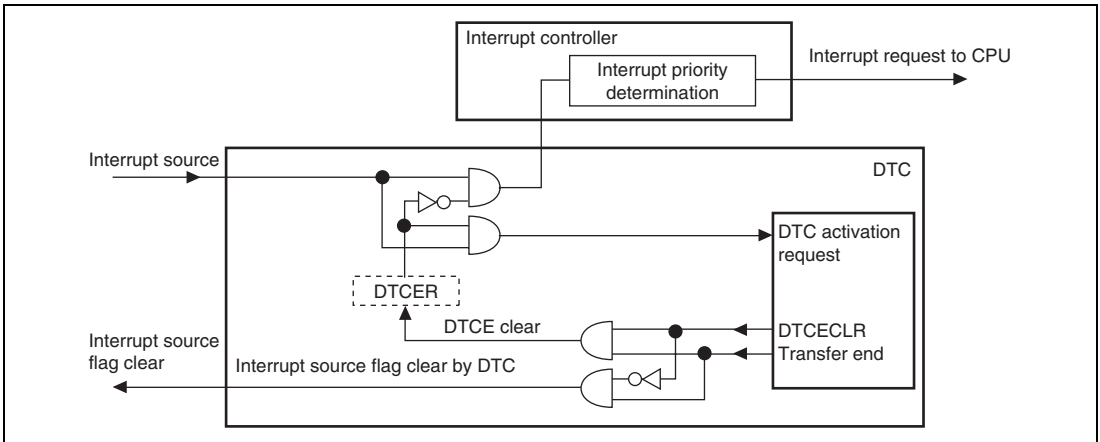 Interrupt controller
Interrupt priority
determination
Interrupt request to CPU
Interrupt source
DTC
DTC activation
request
DTCER
DTCE clear
DTCECLR
Transfer end
Interrupt source
flag clear
Interrupt source flag clear by DTC